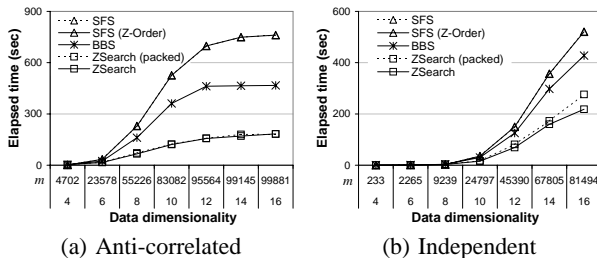 SFS
SFS (Z-Order)
BBS
ZSearch (packed)
ZSearch
Elapsed time (sec)
900
600
300
0
m 4702 23578 55226 83082 95564 99145 99881
4 6 8 10 12 14 16
Data dimensionality
(a) Anti-correlated
SFS
SFS (Z-Order)
BBS
ZSearch (packed)
ZSearch
Elapsed time (sec)
600
400
200
0
m 233 2265 9239 24797 45390 67805 81494
4 6 8 10 12 14 16
Data dimensionality
(b) Independent